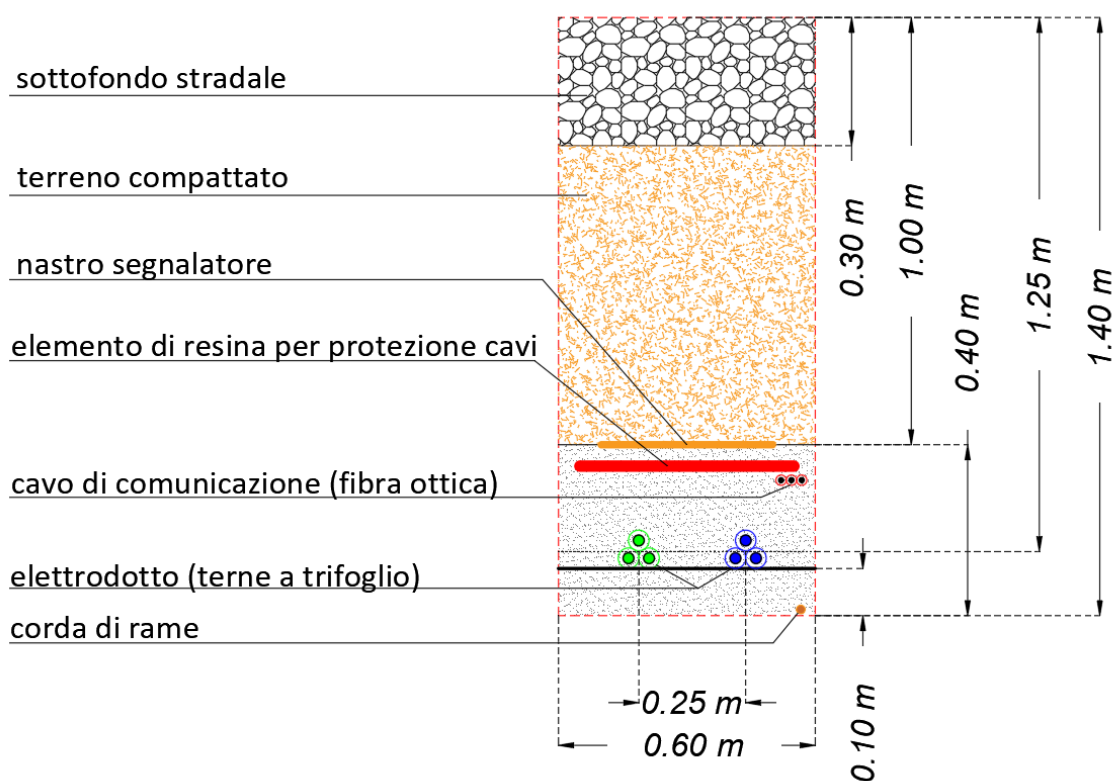 sottofondo stradale
terreno compattato
nastro segnalatore
elemento di resina per protezione cavi
cavo di comunicazione (fibra ottica)
elettrodotto (terne a trifoglio)
corda di rame
0.30 m
1.00 m
0.40 m
1.25 m
1.40 m
0.10 m
0.25 m
0.60 m